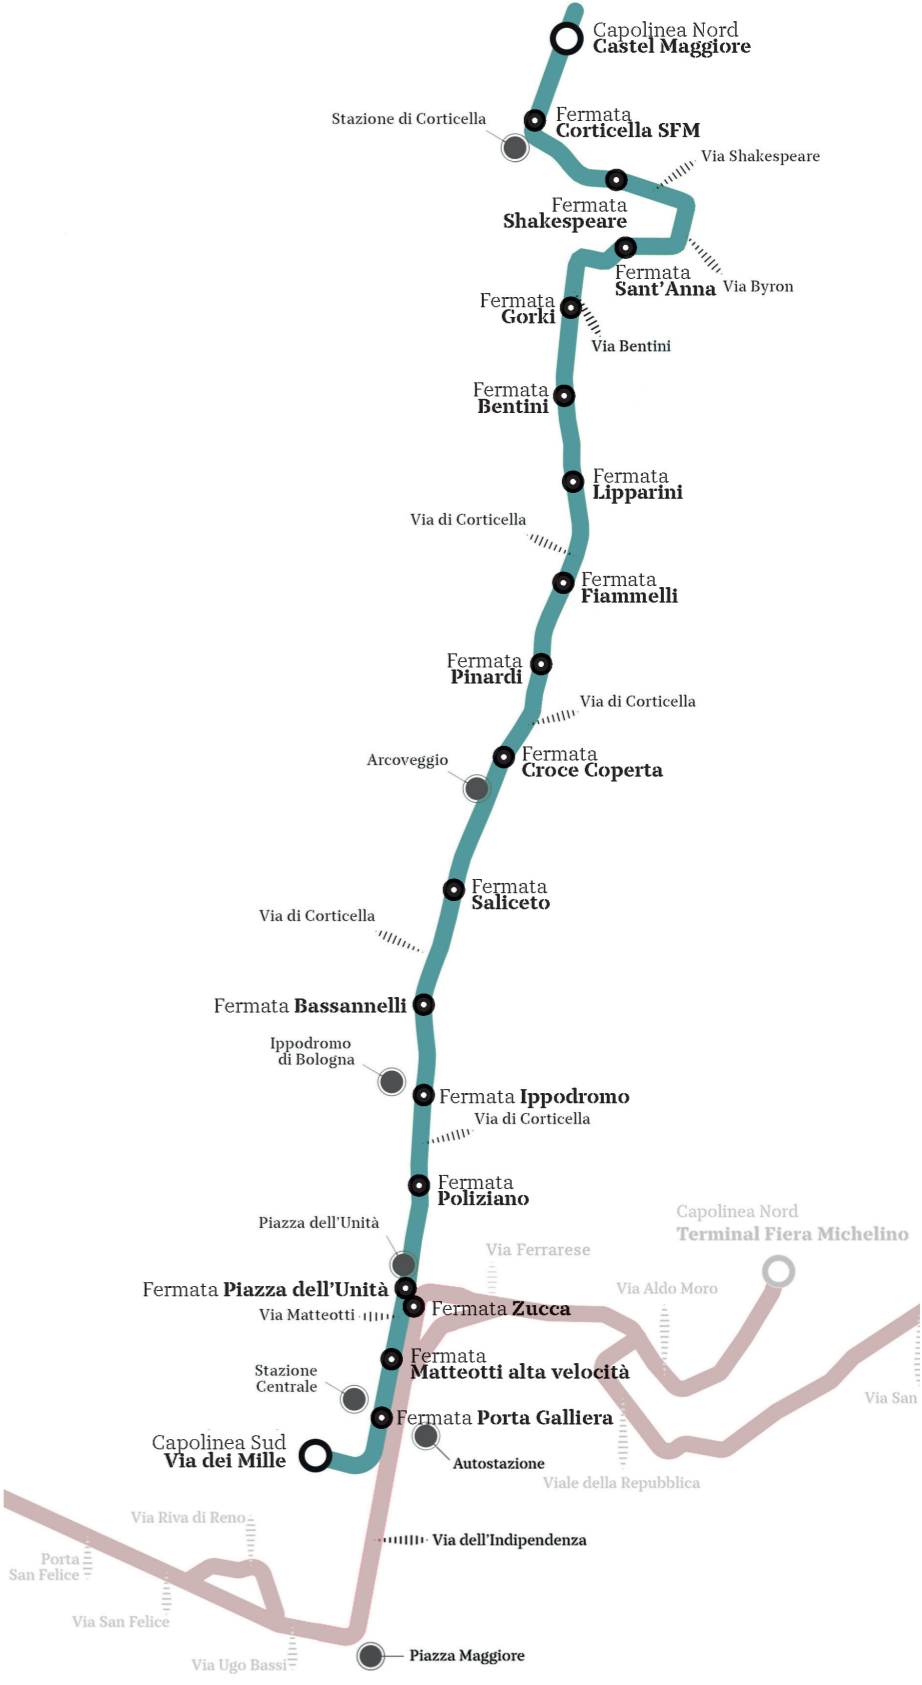 Capolinea Nord
Castel Maggiore
Stazione di Corticella
Fermata
Corticella SFM
Via Shakespeare
Fermata
Shakespeare
Fermata
Sant'Anna
Via Byron
Fermata
Gorki
Via Bentini
Fermata
Bentini
Fermata
Lipparini
Via di Corticella
Fermata
Fiammelli
Fermata
Pinardi
Via di Corticella
Fermata
Croce Coperta
Arcoveggio
Fermata
Saliceto
Via di Corticella
Fermata Bassannelli
Ippodromo
di Bologna
Fermata Ippodromo
Via di Corticella
Fermata
Poliziano
Piazza dell'Unità
Capolinea Nord
Terminal Fiera Michelino
Via Ferrarese
Fermata Piazza dell'Unità
Via Aldo Moro
Via Matteotti
Fermata Zucca
Fermata
Matteotti alta velocità
Stazione
Centrale
Via San
Fermata Porta Galliera
Capolinea Sud
Via dei Mille
Autostazione
Viale della Repubblica
Via Riva di Reno
Via dell'Indipendenza
Porta
San Felice
Via San Felice
Via Ugo Bassi
Piazza Maggiore